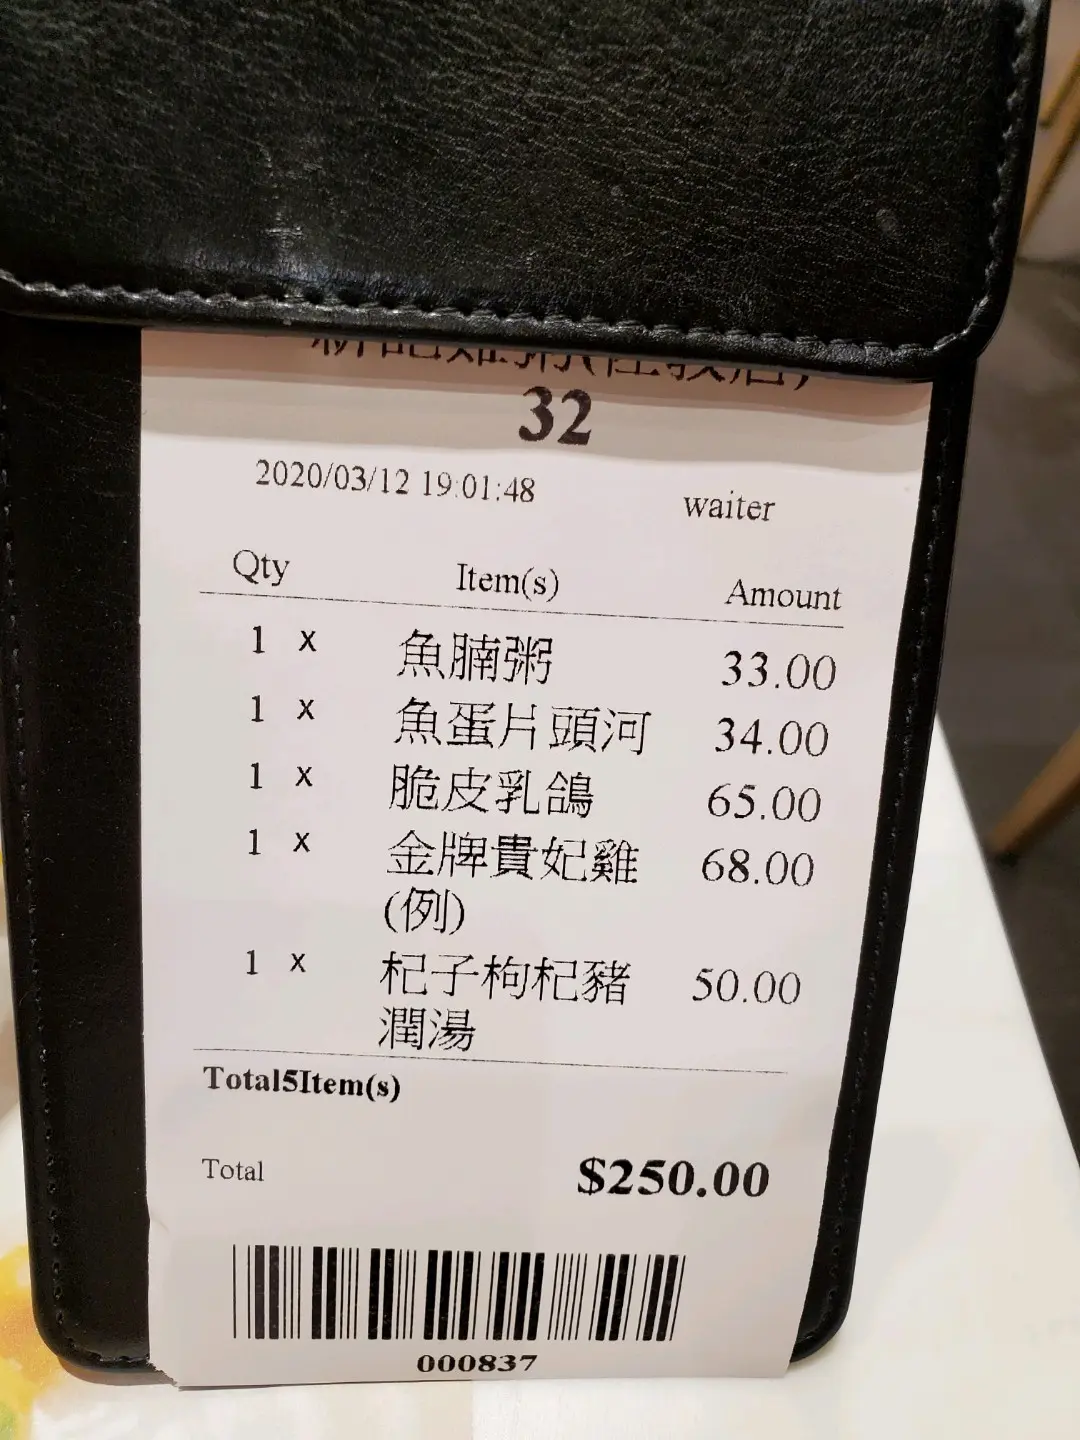 32
2020/03/12 19:01:48 waiter
Qty Item(s) Amount
1 x 魚腩粥 33.00
1 x 魚蛋片頭河 34.00
1 x 脆皮乳鴿 65.00
1 x 金牌貴妃雞 68.00
(例)
1 x 杞子枸杞豬 50.00
潤湯
Total5Item(s)
Total $250.00
000837